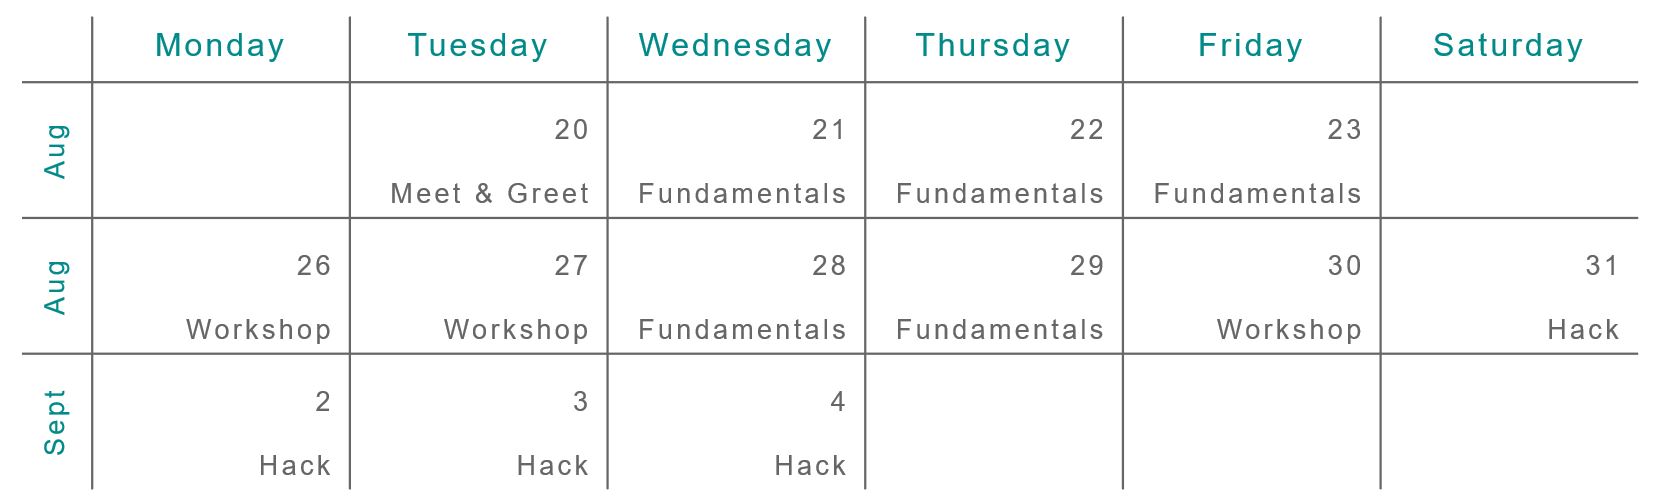 Monday Tuesday Wednesday Thursday Friday Saturday
Aug
20 21 22 23
Meet & Greet Fundamentals Fundamentals Fundamentals
Aug
26 27 28 29 30 31
Workshop Workshop Fundamentals Fundamentals Workshop Hack
Sept
2 3 4
Hack Hack Hack